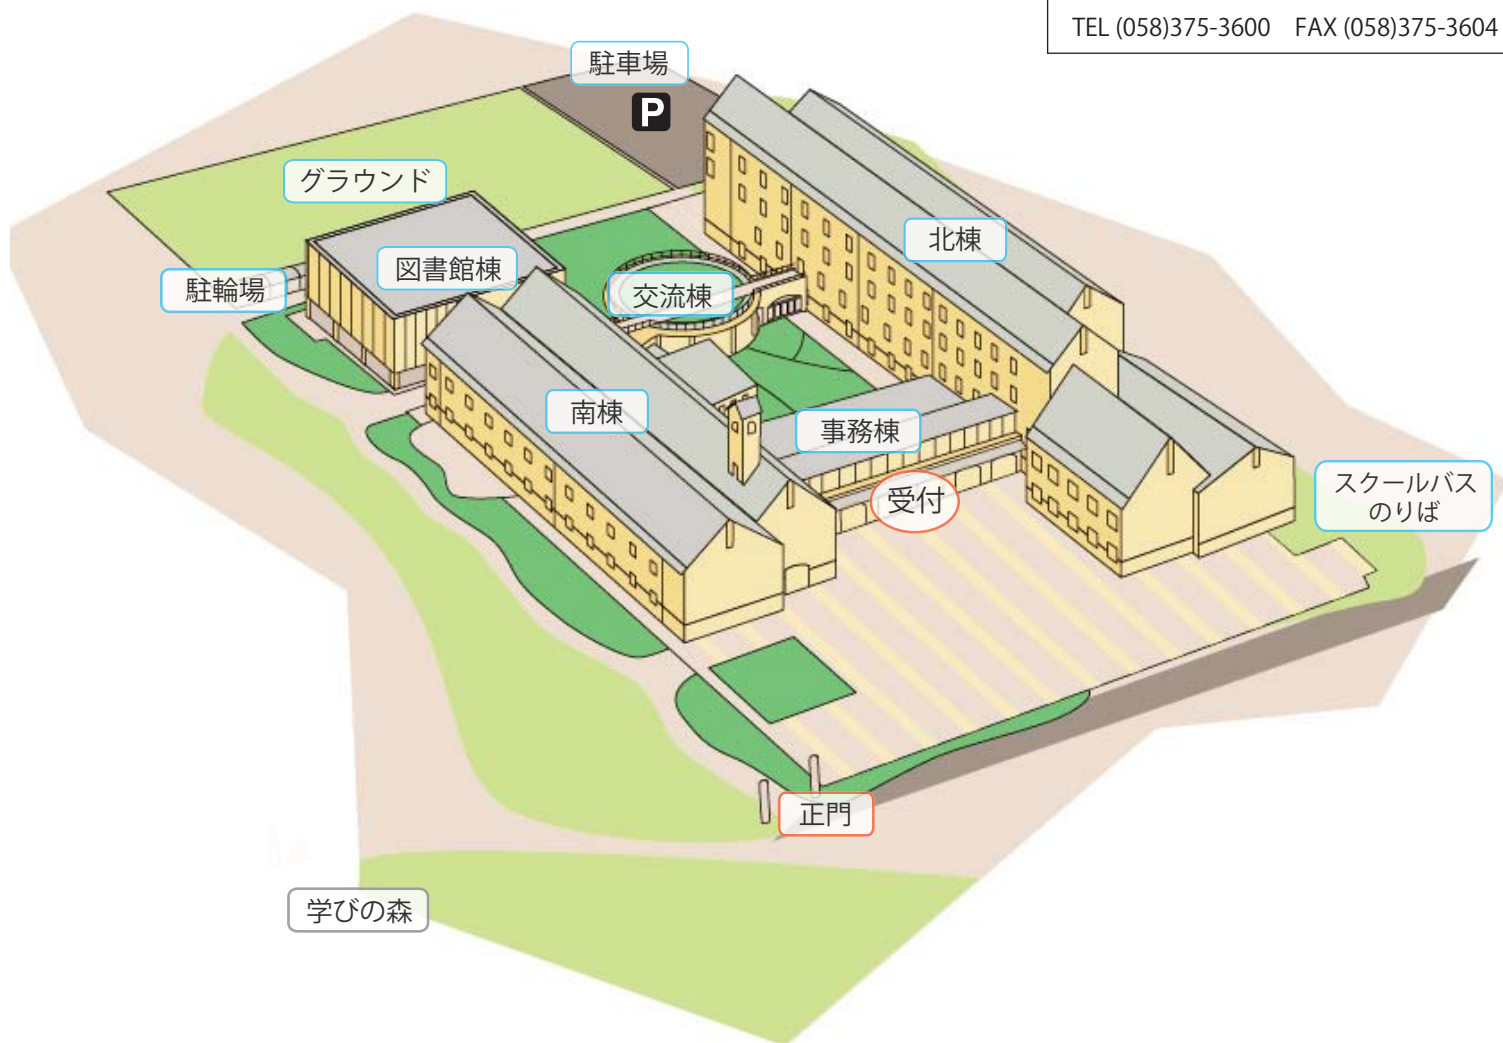 TEL (058)375-3600 FAX (058)375-3604
駐車場
P
グラウンド
北棟
図書館棟
駐輪場
交流棟
南棟
事務棟
受付
スクールバス
のりば
正門
学びの森